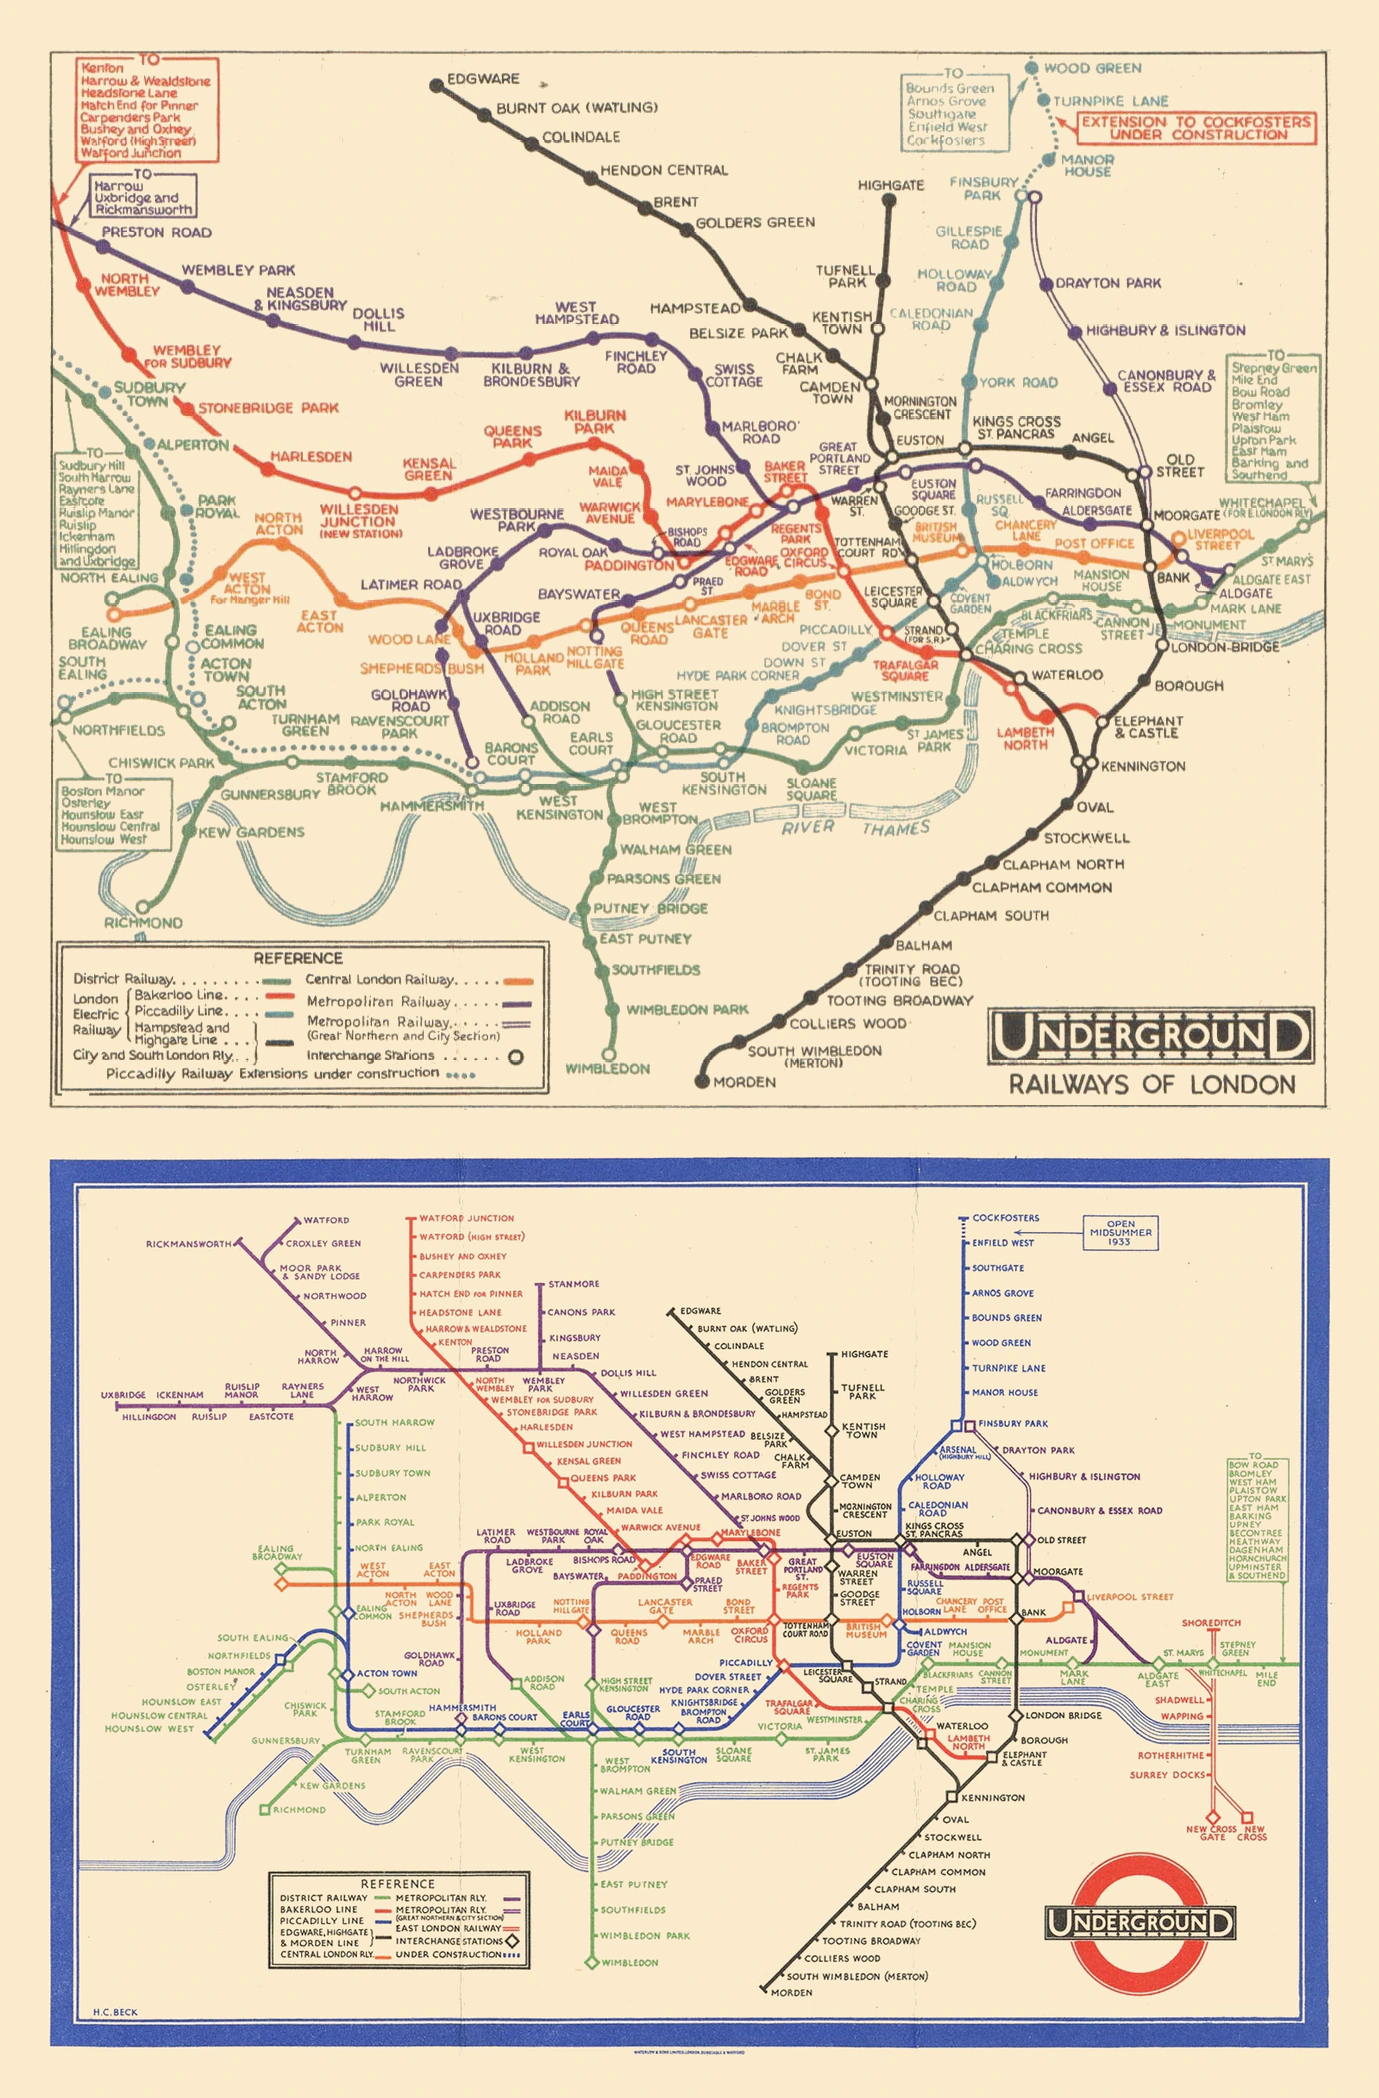 TO
Kenton
Harrow & Wealdstone
Headstone Lane
Hatch End for Pinner
Carpenders Park
Bushey and Oxhey
Watford (High Street)
Watford Junction
TO
Harrow
Uxbridge and
Rickmansworth
EDGWARE
BURNT OAK (WATLING)
COLINDALE
HENDON CENTRAL
BRENT
GOLDERS GREEN
HAMPSTEAD
BELSIZE PARK
CHALK
FARM
CAMDEN
TOWN
HIGHGATE
TUFNELL
PARK
KENTISH
TOWN
MORNINGTON
CRESCENT
EUSTON
TO
Bounds Green
Arnos Grove
Southgate
Enfield West
Cockfosters
WOOD GREEN
TURNPIKE LANE
EXTENSION TO COCKFOSTERS
UNDER CONSTRUCTION
MANOR
HOUSE
FINSBURY
PARK
GILLESPIE
ROAD
HOLLOWAY
ROAD
CALEDONIAN
ROAD
YORK ROAD
KINGS CROSS
ST. PANCRAS
ANGEL
DRAYTON PARK
HIGHBURY & ISLINGTON
CANONBURY &
ESSEX ROAD
OLD
STREET
MOORGATE
TO
Stepney Green
Mile End
Bow Road
Bromley
West Ham
Plaistow
Upton Park
East Ham
Barking and
Southend
WHITECHAPEL
(FOR E. LONDON RLY)
PRESTON ROAD
WEMBLEY PARK
NEASDEN
& KINGSBURY
DOLLIS
HILL
WILLESDEN
GREEN
KILBURN &
BRONDESBURY
WEST
HAMPSTEAD
FINCHLEY
ROAD
SWISS
COTTAGE
MARLBORO'
ROAD
ST. JOHNS
WOOD
GREAT
PORTLAND
STREET
EUSTON
SQUARE
FARRINGDON
ALDERSGATE
NORTH
WEMBLEY
WEMBLEY
FOR SUDBURY
STONEBRIDGE PARK
HARLESDEN
WILLESDEN
JUNCTION
(NEW STATION)
KENSAL
GREEN
QUEENS
PARK
KILBURN
PARK
MAIDA
VALE
WARWICK
AVENUE
PADDINGTON
MARYLEBONE
BAKER
STREET
REGENTS
PARK
OXFORD
CIRCUS
EDGWARE
ROAD
BISHOPS
ROAD
PRAED
ST.
SUDBURY
TOWN
ALPERTON
PARK
ROYAL
TO
Sudbury Hill
South Harrow
Rayners Lane
Eastcote
Ruislip Manor
Ruislip
Ickenham
Hillingdon
and Uxbridge
NORTH EALING
EALING
BROADWAY
EALING
COMMON
SOUTH
EALING
ACTON
TOWN
SOUTH
ACTON
NORTHFIELDS
NORTH
ACTON
WEST
ACTON
For Hanger Hill
EAST
ACTON
WOOD LANE
SHEPHERDS BUSH
HOLLAND
PARK
NOTTING
HILL GATE
QUEENS
ROAD
LANCASTER
GATE
MARBLE
ARCH
BOND
ST.
WESTBOURNE
PARK
ROYAL OAK
LADBROKE
GROVE
LATIMER ROAD
UXBRIDGE
ROAD
BAYSWATER
GOLDHAWK
ROAD
WARREN
ST.
GOODGE ST.
TOTTENHAM
COURT RD
BRITISH
MUSEUM
RUSSELL
SQ.
CHANCERY
LANE
POST OFFICE
LIVERPOOL
STREET
ST MARY'S
HOLBORN
ALDWYCH
COVENT
GARDEN
LEICESTER
SQUARE
STRAND
(FOR S.R.)
MANSION
HOUSE
BLACKFRIARS
CANNON
STREET
MONUMENT
BANK
ALDGATE EAST
ALDGATE
MARK LANE
TEMPLE
CHARING CROSS
LONDON-BRIDGE
PICCADILLY
DOVER ST
DOWN ST
HYDE PARK CORNER
KNIGHTSBRIDGE
BROMPTON
ROAD
TRAFALGAR
SQUARE
WESTMINSTER
ST JAMES
PARK
VICTORIA
SLOANE
SQUARE
SOUTH
KENSINGTON
WATERLOO
LAMBETH
NORTH
BOROUGH
ELEPHANT
& CASTLE
KENNINGTON
OVAL
STOCKWELL
CLAPHAM NORTH
CLAPHAM COMMON
CLAPHAM SOUTH
BALHAM
TRINITY ROAD
(TOOTING BEC)
TOOTING BROADWAY
COLLIERS WOOD
SOUTH WIMBLEDON
(MERTON)
MORDEN
HIGH STREET
KENSINGTON
ADDISON
ROAD
GLOUCESTER
ROAD
EARLS
COURT
BARONS
COURT
TURNHAM
GREEN
RAVENSCOURT
PARK
CHISWICK PARK
GUNNERSBURY
STAMFORD
BROOK
HAMMERSMITH
WEST
KENSINGTON
KEW GARDENS
RICHMOND
TO
Boston Manor
Osterley
Hounslow East
Hounslow Central
Hounslow West
WEST
BROMPTON
WALHAM GREEN
PARSONS GREEN
PUTNEY BRIDGE
EAST PUTNEY
SOUTHFIELDS
WIMBLEDON PARK
WIMBLEDON
RIVER THAMES
REFERENCE
District Railway
London
Electric
Railway
Bakerloo Line
Piccadilly Line
Hampstead and
Highgate Line
City and South London Rly.
Central London Railway
Metropolitan Railway
Metropolitan Railway
(Great Northern and City Section)
Interchange Stations
Piccadilly Railway Extensions under construction
UNDERGROUND
RAILWAYS OF LONDON
WATFORD
RICKMANSWORTH
CROXLEY GREEN
MOOR PARK
& SANDY LODGE
NORTHWOOD
PINNER
NORTH
HARROW
HARROW
ON THE HILL
NORTHWICK
PARK
PRESTON
ROAD
WEMBLEY
PARK
NEASDEN
KINGSBURY
CANONS PARK
STANMORE
DOLLIS HILL
WILLESDEN GREEN
KILBURN & BRONDESBURY
WEST HAMPSTEAD
FINCHLEY ROAD
SWISS COTTAGE
MARLBORO ROAD
ST. JOHNS WOOD
WEST
HARROW
RAYNERS
LANE
EASTCOTE
RUISLIP
MANOR
RUISLIP
ICKENHAM
HILLINGDON
UXBRIDGE
WATFORD JUNCTION
WATFORD (HIGH STREET)
BUSHEY AND OXHEY
CARPENDERS PARK
HATCH END FOR PINNER
HEADSTONE LANE
HARROW & WEALDSTONE
KENTON
NORTH
WEMBLEY
WEMBLEY FOR SUDBURY
STONEBRIDGE PARK
HARLESDEN
WILLESDEN JUNCTION
KENSAL GREEN
QUEENS PARK
KILBURN PARK
MAIDA VALE
WARWICK AVENUE
PADDINGTON
EDGWARE
ROAD
MARYLEBONE
BAKER
STREET
REGENTS
PARK
OXFORD
CIRCUS
EDGWARE
BURNT OAK (WATLING)
COLINDALE
HENDON CENTRAL
BRENT
GOLDERS
GREEN
HAMPSTEAD
BELSIZE
PARK
CHALK
FARM
CAMDEN
TOWN
HIGHGATE
TUFNELL
PARK
KENTISH
TOWN
MORNINGTON
CRESCENT
EUSTON
WARREN
STREET
GOODGE
STREET
TOTTENHAM
COURT ROAD
COCKFOSTERS
OPEN
MIDSUMMER
1933
ENFIELD WEST
SOUTHGATE
ARNOS GROVE
BOUNDS GREEN
WOOD GREEN
TURNPIKE LANE
MANOR HOUSE
FINSBURY PARK
ARSENAL
(HIGHBURY HILL)
HOLLOWAY
ROAD
CALEDONIAN
ROAD
KINGS CROSS
ST. PANCRAS
RUSSELL
SQUARE
HOLBORN
ALDWYCH
COVENT
GARDEN
DRAYTON PARK
HIGHBURY & ISLINGTON
CANONBURY & ESSEX ROAD
OLD STREET
ANGEL
MOORGATE
TO
BOW ROAD
BROMLEY
WEST HAM
PLAISTOW
UPTON PARK
EAST HAM
BARKING
UPNEY
BECONTREE
HEATHWAY
DAGENHAM
HORNCHURCH
UPMINSTER
& SOUTHEND
SOUTH HARROW
SUDBURY HILL
SUDBURY TOWN
ALPERTON
PARK ROYAL
NORTH EALING
EALING
BROADWAY
EALING
COMMON
WEST
ACTON
NORTH
ACTON
EAST
ACTON
WOOD
LANE
SHEPHERDS
BUSH
HOLLAND
PARK
NOTTING
HILL GATE
QUEENS
ROAD
LANCASTER
GATE
MARBLE
ARCH
BOND
STREET
BRITISH
MUSEUM
CHANCERY
LANE
POST
OFFICE
BANK
LIVERPOOL STREET
LATIMER
ROAD
LADBROKE
GROVE
WESTBOURNE
PARK
ROYAL
OAK
BISHOPS ROAD
BAYSWATER
PRAED
STREET
GREAT
PORTLAND
ST.
EUSTON
SQUARE
FARRINGDON
ALDERSGATE
ALDGATE
UXBRIDGE
ROAD
GOLDHAWK
ROAD
HAMMERSMITH
SOUTH EALING
NORTHFIELDS
BOSTON MANOR
OSTERLEY
HOUNSLOW EAST
HOUNSLOW CENTRAL
HOUNSLOW WEST
ACTON TOWN
SOUTH ACTON
CHISWICK
PARK
STAMFORD
BROOK
GUNNERSBURY
TURNHAM
GREEN
RAVENSCOURT
PARK
KEW GARDENS
RICHMOND
BARONS COURT
WEST
KENSINGTON
EARLS
COURT
ADDISON
ROAD
HIGH STREET
KENSINGTON
GLOUCESTER
ROAD
SOUTH
KENSINGTON
BROMPTON
ROAD
KNIGHTSBRIDGE
HYDE PARK CORNER
DOVER STREET
PICCADILLY
LEICESTER
SQUARE
STRAND
TRAFALGAR
SQUARE
SLOANE
SQUARE
VICTORIA
ST. JAMES
PARK
WESTMINSTER
CHARING
CROSS
TEMPLE
BLACKFRIARS
MANSION
HOUSE
CANNON
STREET
MONUMENT
MARK
LANE
ALDGATE
EAST
ST. MARYS
WHITECHAPEL
STEPNEY
GREEN
MILE
END
SHOREDITCH
SHADWELL
WAPPING
ROTHERHITHE
SURREY DOCKS
NEW CROSS
GATE
NEW
CROSS
LONDON BRIDGE
BOROUGH
ELEPHANT
& CASTLE
WATERLOO
LAMBETH
NORTH
KENNINGTON
OVAL
STOCKWELL
CLAPHAM NORTH
CLAPHAM COMMON
CLAPHAM SOUTH
BALHAM
TRINITY ROAD (TOOTING BEC)
TOOTING BROADWAY
COLLIERS WOOD
SOUTH WIMBLEDON (MERTON)
MORDEN
WEST
BROMPTON
WALHAM GREEN
PARSONS GREEN
PUTNEY BRIDGE
EAST PUTNEY
SOUTHFIELDS
WIMBLEDON PARK
WIMBLEDON
REFERENCE
DISTRICT RAILWAY
BAKERLOO LINE
PICCADILLY LINE
EDGWARE, HIGHGATE
& MORDEN LINE
CENTRAL LONDON RLY.
METROPOLITAN RLY.
METROPOLITAN RLY.
(GREAT NORTHERN & CITY SECTION)
EAST LONDON RAILWAY
INTERCHANGE STATIONS
UNDER CONSTRUCTION
UNDERGROUND
H.C. BECK